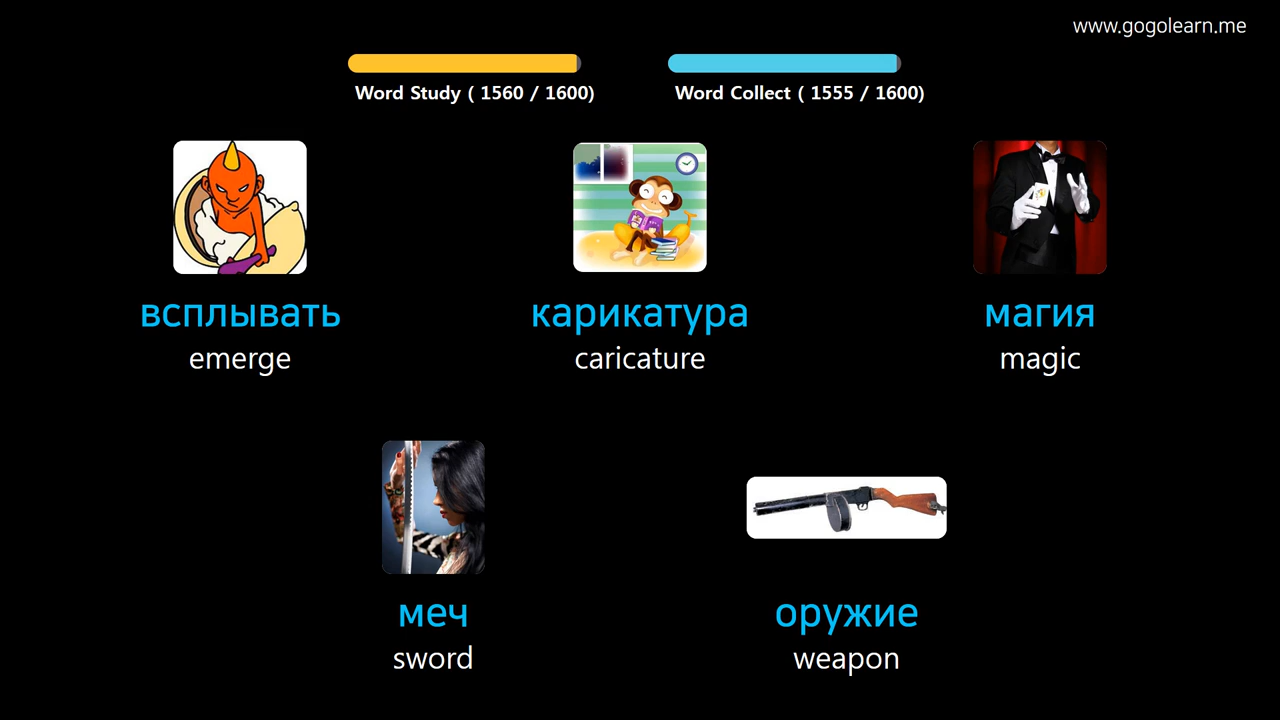 www.gogolearn.me
Word Study ( 1560 / 1600)
Word Collect ( 1555 / 1600)
всплывать
карикатура
магия
emerge
caricature
magic
меч
оружие
sword
weapon